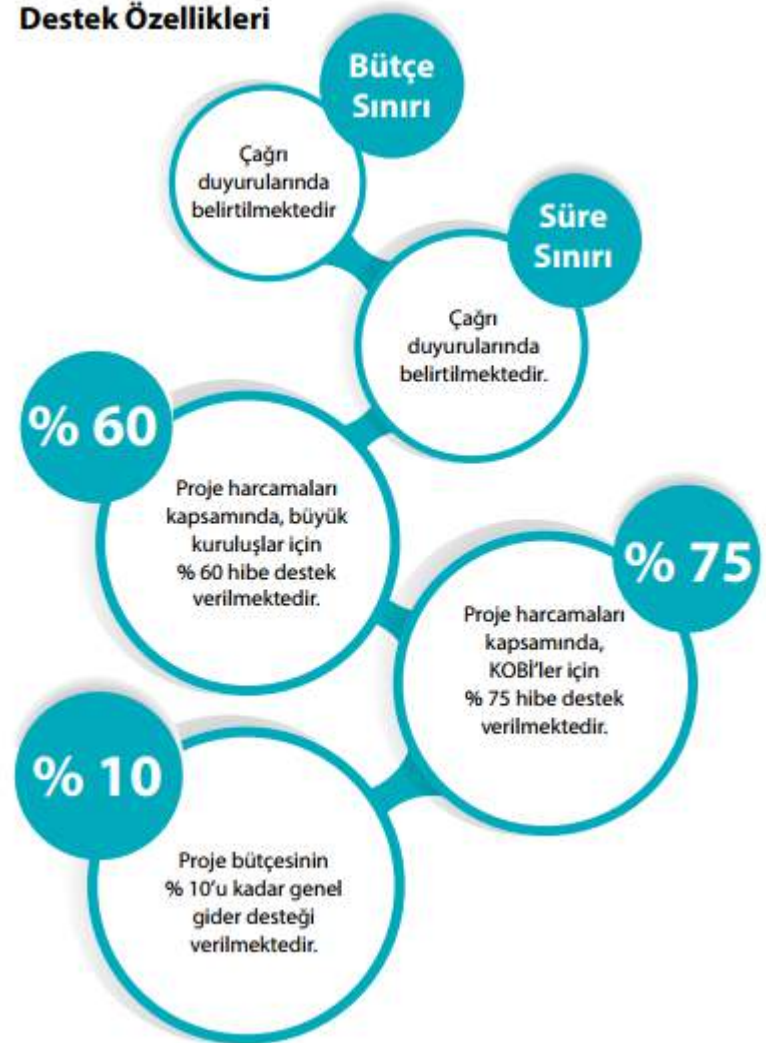 Destek Özellikleri
Bütçe
Sınırı
Çağrı
duyurularında
belirtilmektedir
Süre
Sınırı
Çağrı
duyurularında
belirtilmektedir.
% 60
Proje harcamaları
kapsamında, büyük
kuruluşlar için
% 60 hibe destek
verilmektedir.
% 75
Proje harcamaları
kapsamında,
KOBİ'ler için
% 75 hibe destek
verilmektedir.
% 10
Proje bütçesinin
% 10'u kadar genel
gider desteği
verilmektedir.